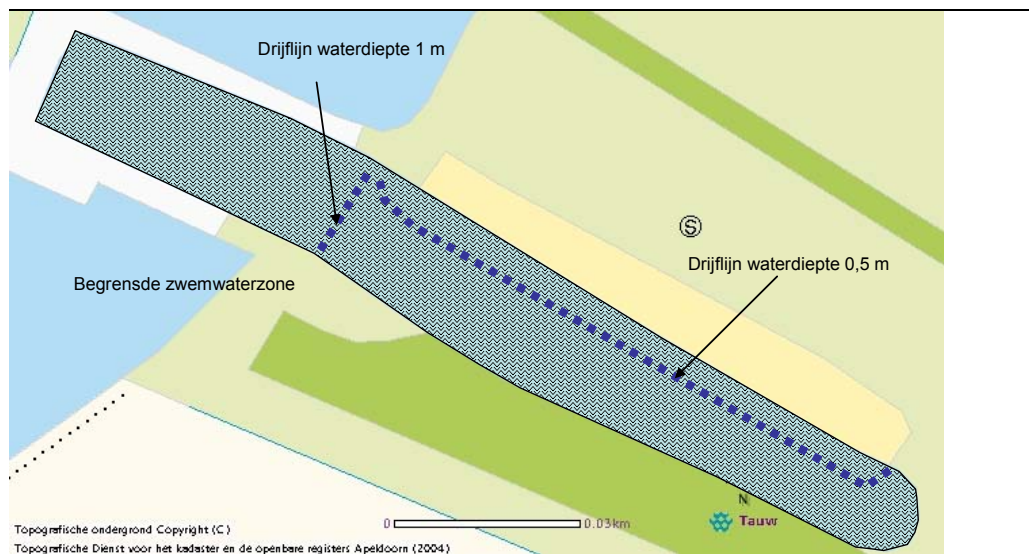 Drijflijn waterdiepte 1 m
S
Drijflijn waterdiepte 0,5 m
Begrensde zwemwaterzone
N
0 0.03km
Tauw
Topografische ondergrond Copyright (C)
Topografische Dienst voor het kadaster en de openbare registers Apeldoorn (2004)